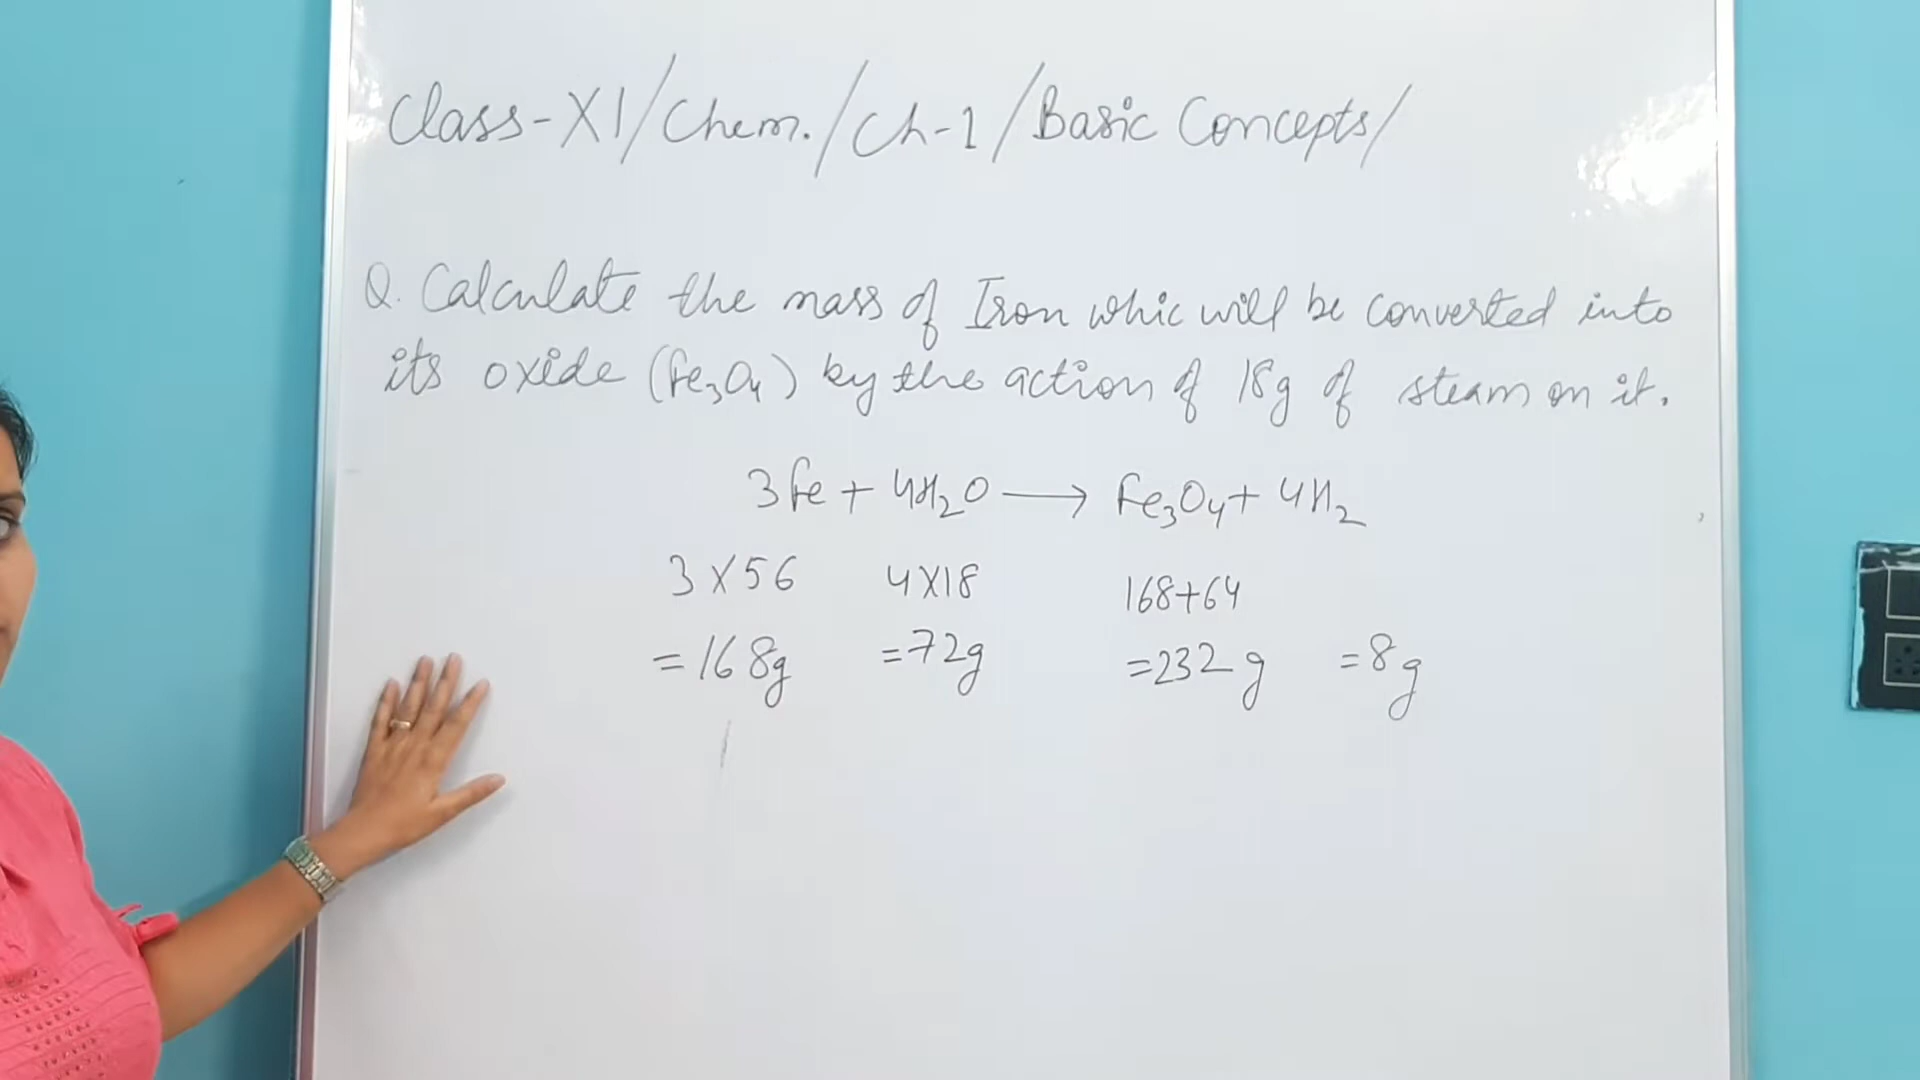 Class-XI/Chem./Ch-1/Basic Concepts/
Q. Calculate the mass of Iron whic will be converted into
its oxide (Fe₃O₄) by the action of 18g of steam on it.
3Fe + 4H₂O ⟶ Fe₃O₄ + 4H₂
3×56 4×18 168+64
=168g =72g =232g =8g